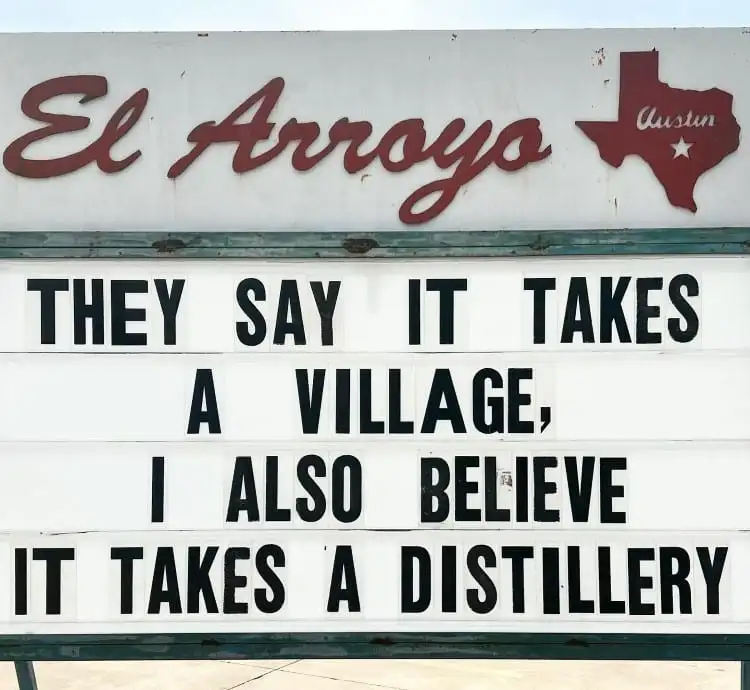 El Arroyo
Austin
THEY SAY IT TAKES
A VILLAGE,
I ALSO BELIEVE
IT TAKES A DISTILLERY